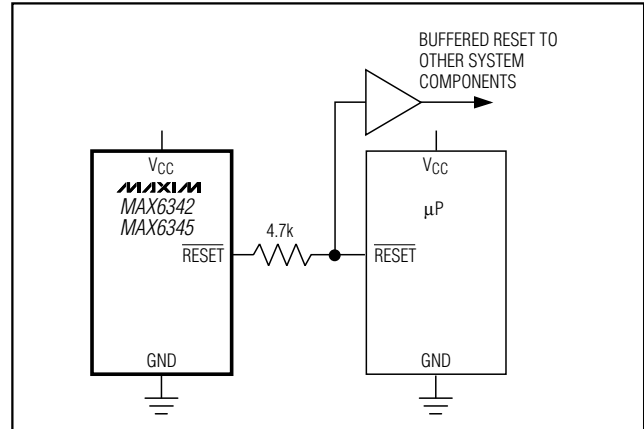 BUFFERED RESET TO
OTHER SYSTEM
COMPONENTS
VCC
MAXIM
MAX6342
MAX6345
RESET
GND
4.7k
VCC
μP
RESET
GND